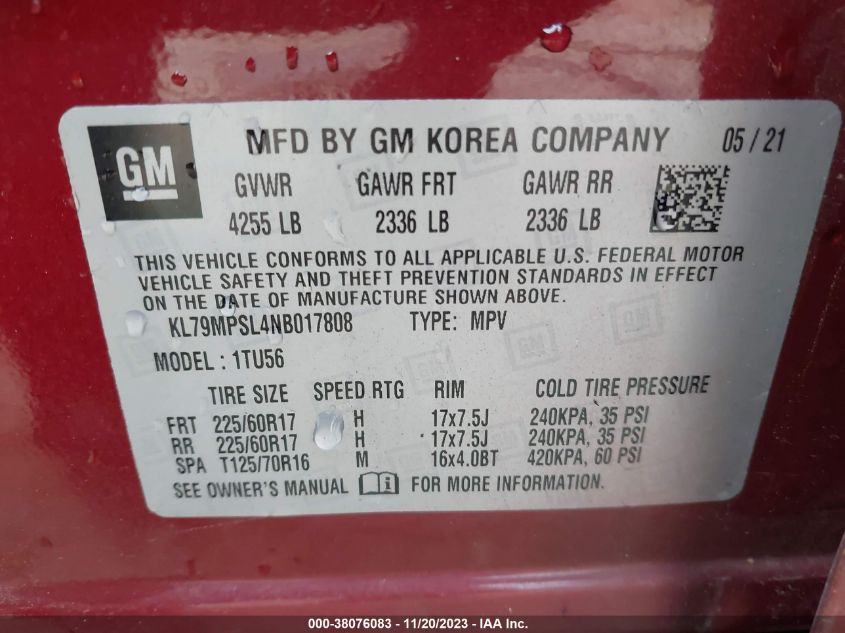 GM MFD BY GM KOREA COMPANY 05 / 21
GVWR GAWR FRT GAWR RR
4255 LB 2336 LB 2336 LB
THIS VEHICLE CONFORMS TO ALL APPLICABLE U.S. FEDERAL MOTOR
VEHICLE SAFETY AND THEFT PREVENTION STANDARDS IN EFFECT
ON THE DATE OF MANUFACTURE SHOWN ABOVE.
KL79MPSL4NB017808 TYPE: MPV
MODEL : 1TU56
TIRE SIZE SPEED RTG RIM COLD TIRE PRESSURE
FRT 225/60R17 H 17x7.5J 240KPA, 35 PSI
RR 225/60R17 H 17x7.5J 240KPA, 35 PSI
SPA T125/70R16 M 16x4.0BT 420KPA, 60 PSI
SEE OWNER'S MANUAL i FOR MORE INFORMATION.
000-38076083 - 11/20/2023 - IAA Inc.